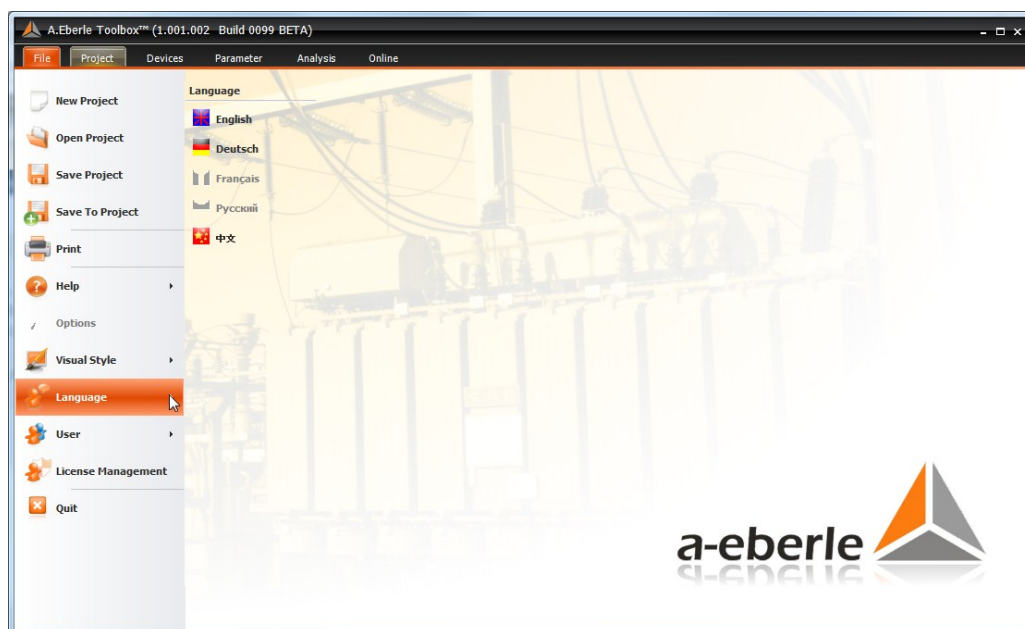 A.Eberle Toolbox™ (1.001.002 Build 0099 BETA)
File Project Devices Parameter Analysis Online
New Project
Open Project
Save Project
Save To Project
Print
Help
Options
Visual Style
Language
User
License Management
Quit
Language
English
Deutsch
Français
Русский
中文
a-eberle